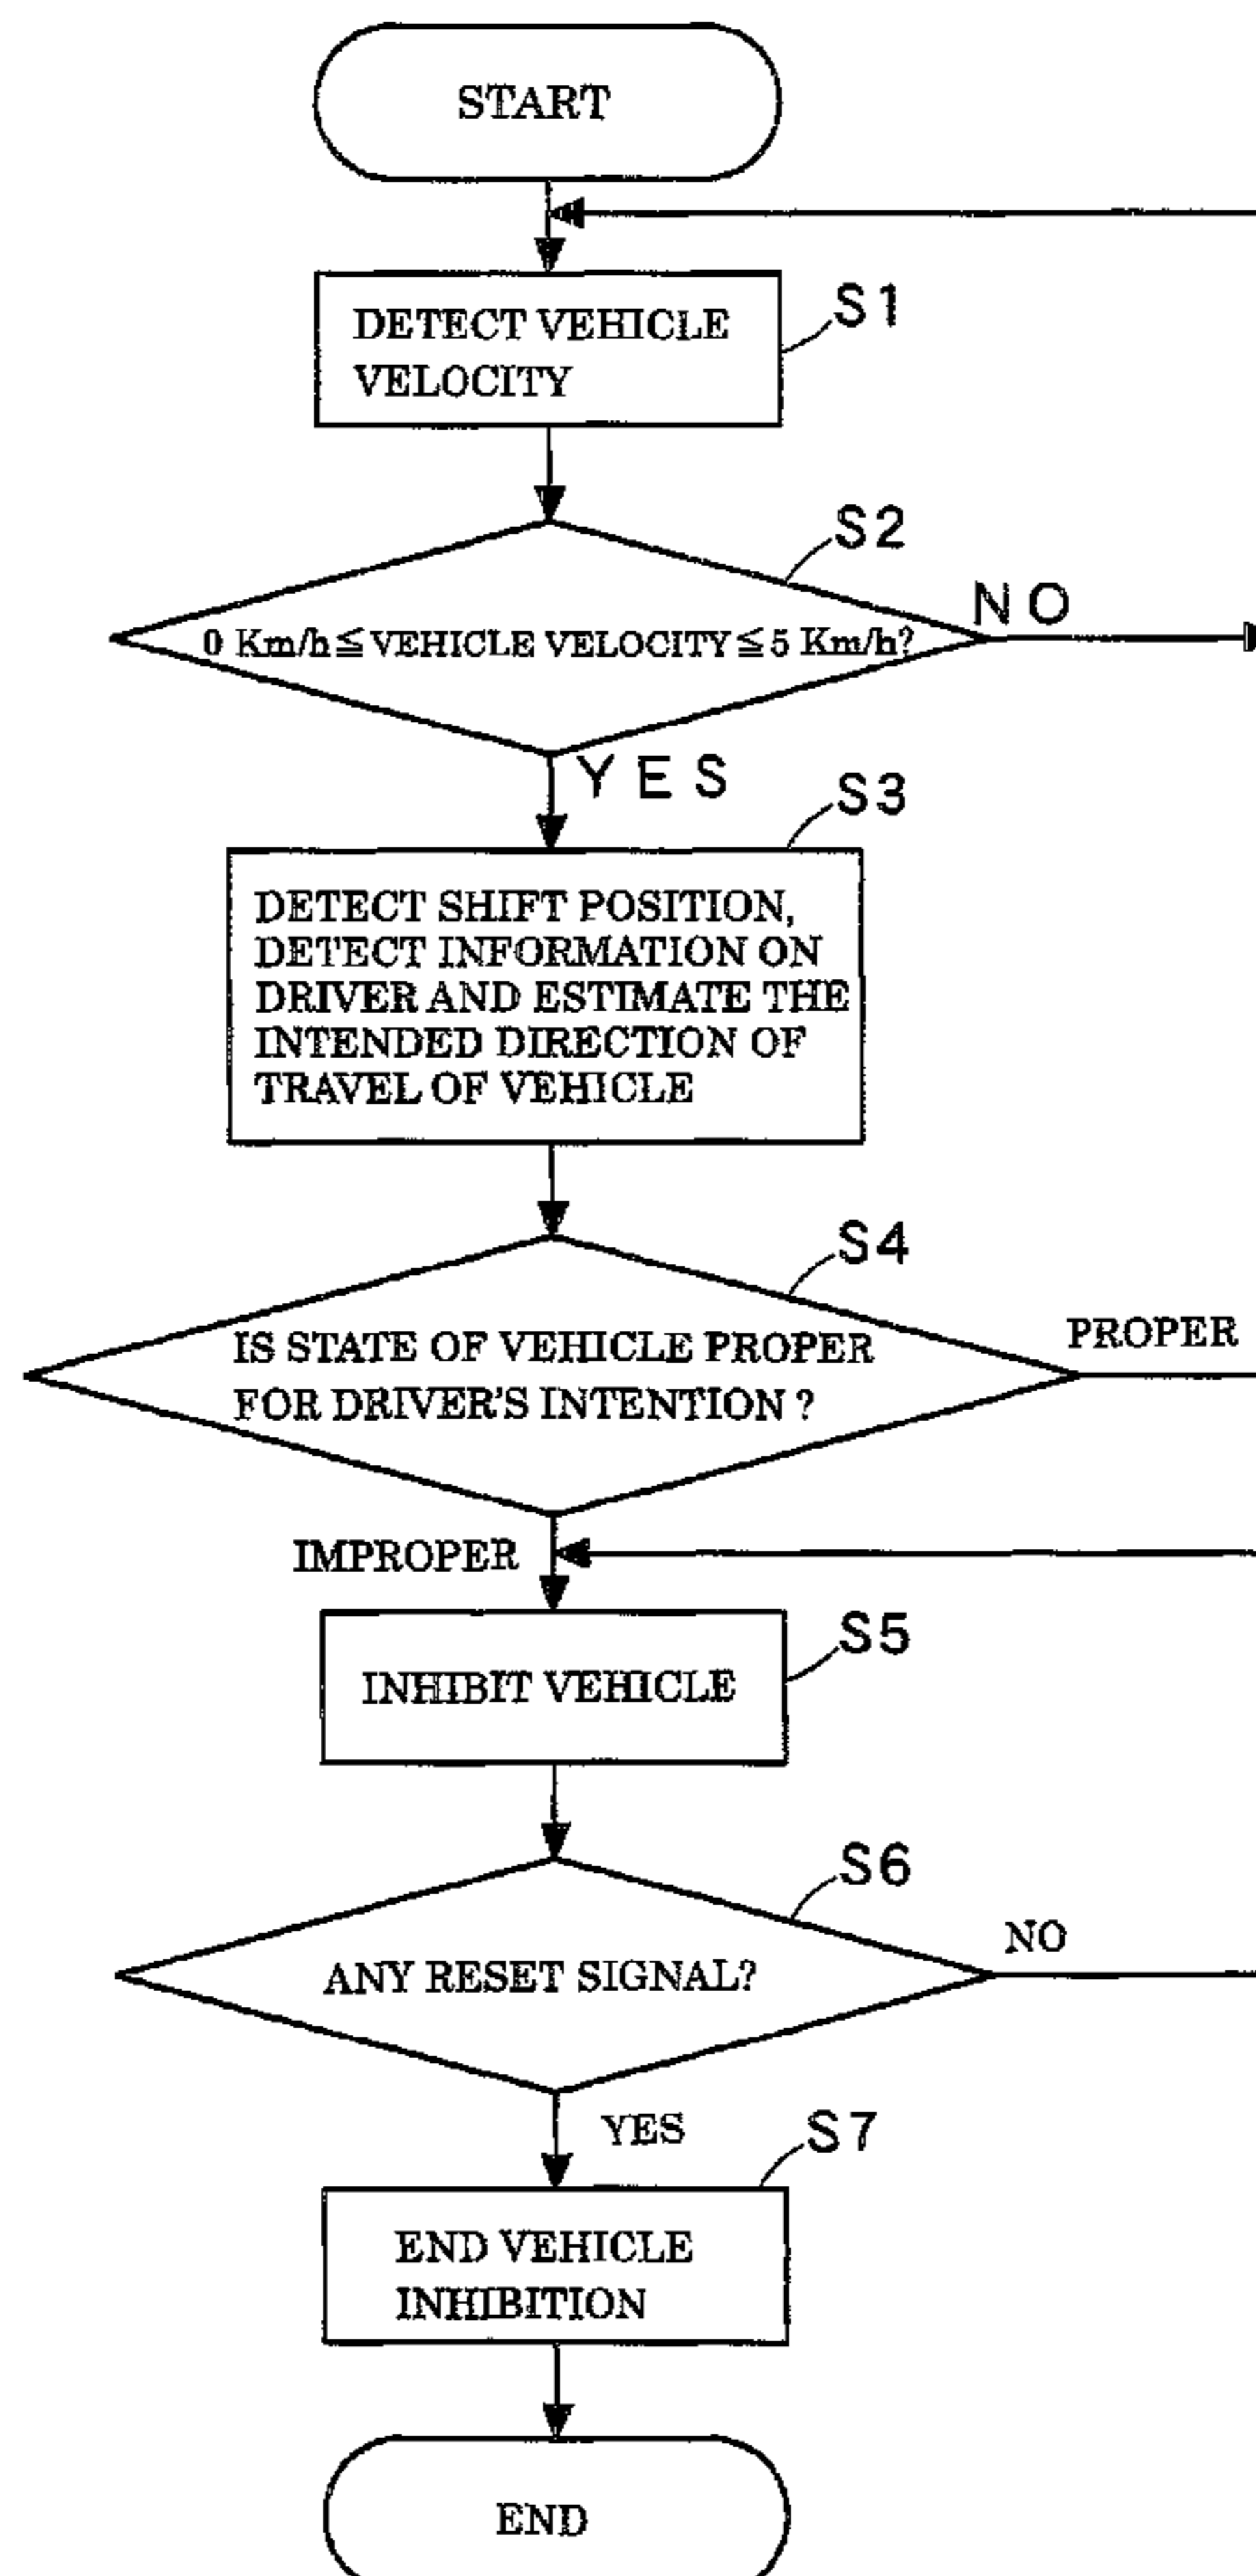 START
S1
DETECT VEHICLE
VELOCITY
S2
NO
0 Km/h≦VEHICLE VELOCITY≦5 Km/h?
YES
S3
DETECT SHIFT POSITION,
DETECT INFORMATION ON
DRIVER AND ESTIMATE THE
INTENDED DIRECTION OF
TRAVEL OF VEHICLE
S4
PROPER
IS STATE OF VEHICLE PROPER
FOR DRIVER'S INTENTION ?
IMPROPER
S5
INHIBIT VEHICLE
S6
NO
ANY RESET SIGNAL?
YES
S7
END VEHICLE
INHIBITION
END